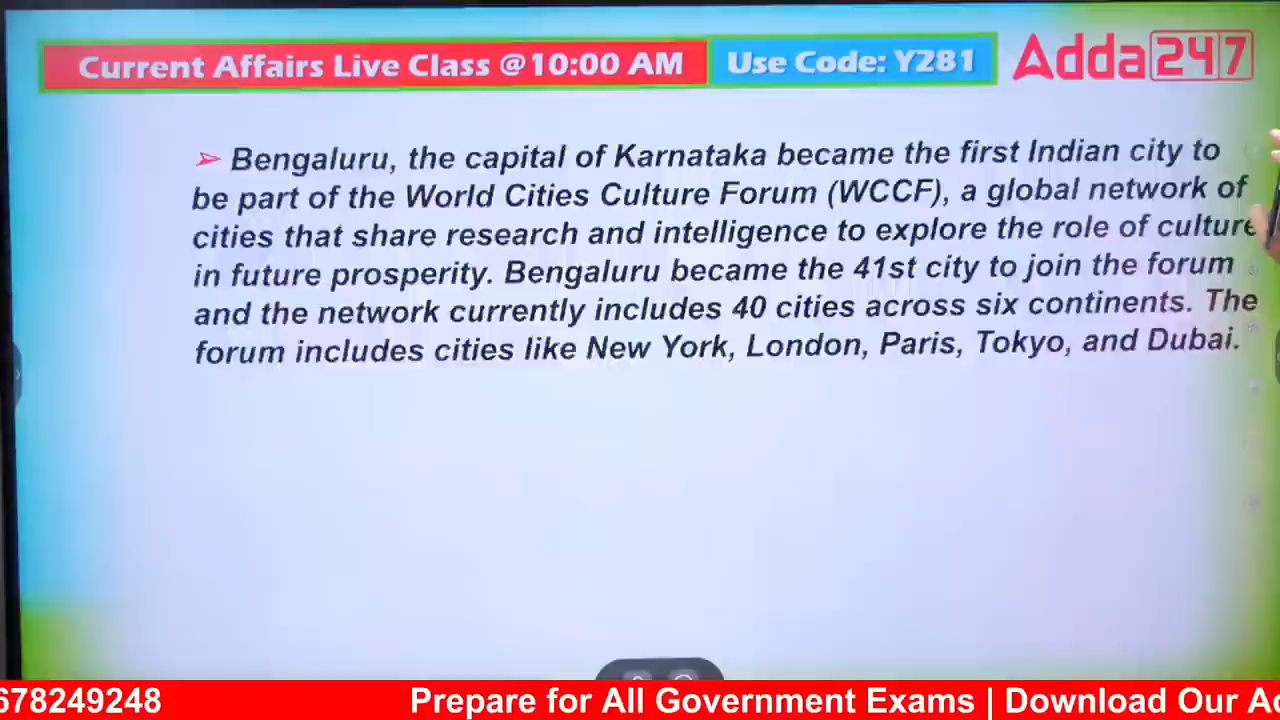 Current Affairs Live Class @10:00 AM Use Code: Y281 Adda247
➢ Bengaluru, the capital of Karnataka became the first Indian city to
be part of the World Cities Culture Forum (WCCF), a global network of
cities that share research and intelligence to explore the role of culture
in future prosperity. Bengaluru became the 41st city to join the forum
and the network currently includes 40 cities across six continents. The
forum includes cities like New York, London, Paris, Tokyo, and Dubai.
678249248 Prepare for All Government Exams | Download Our